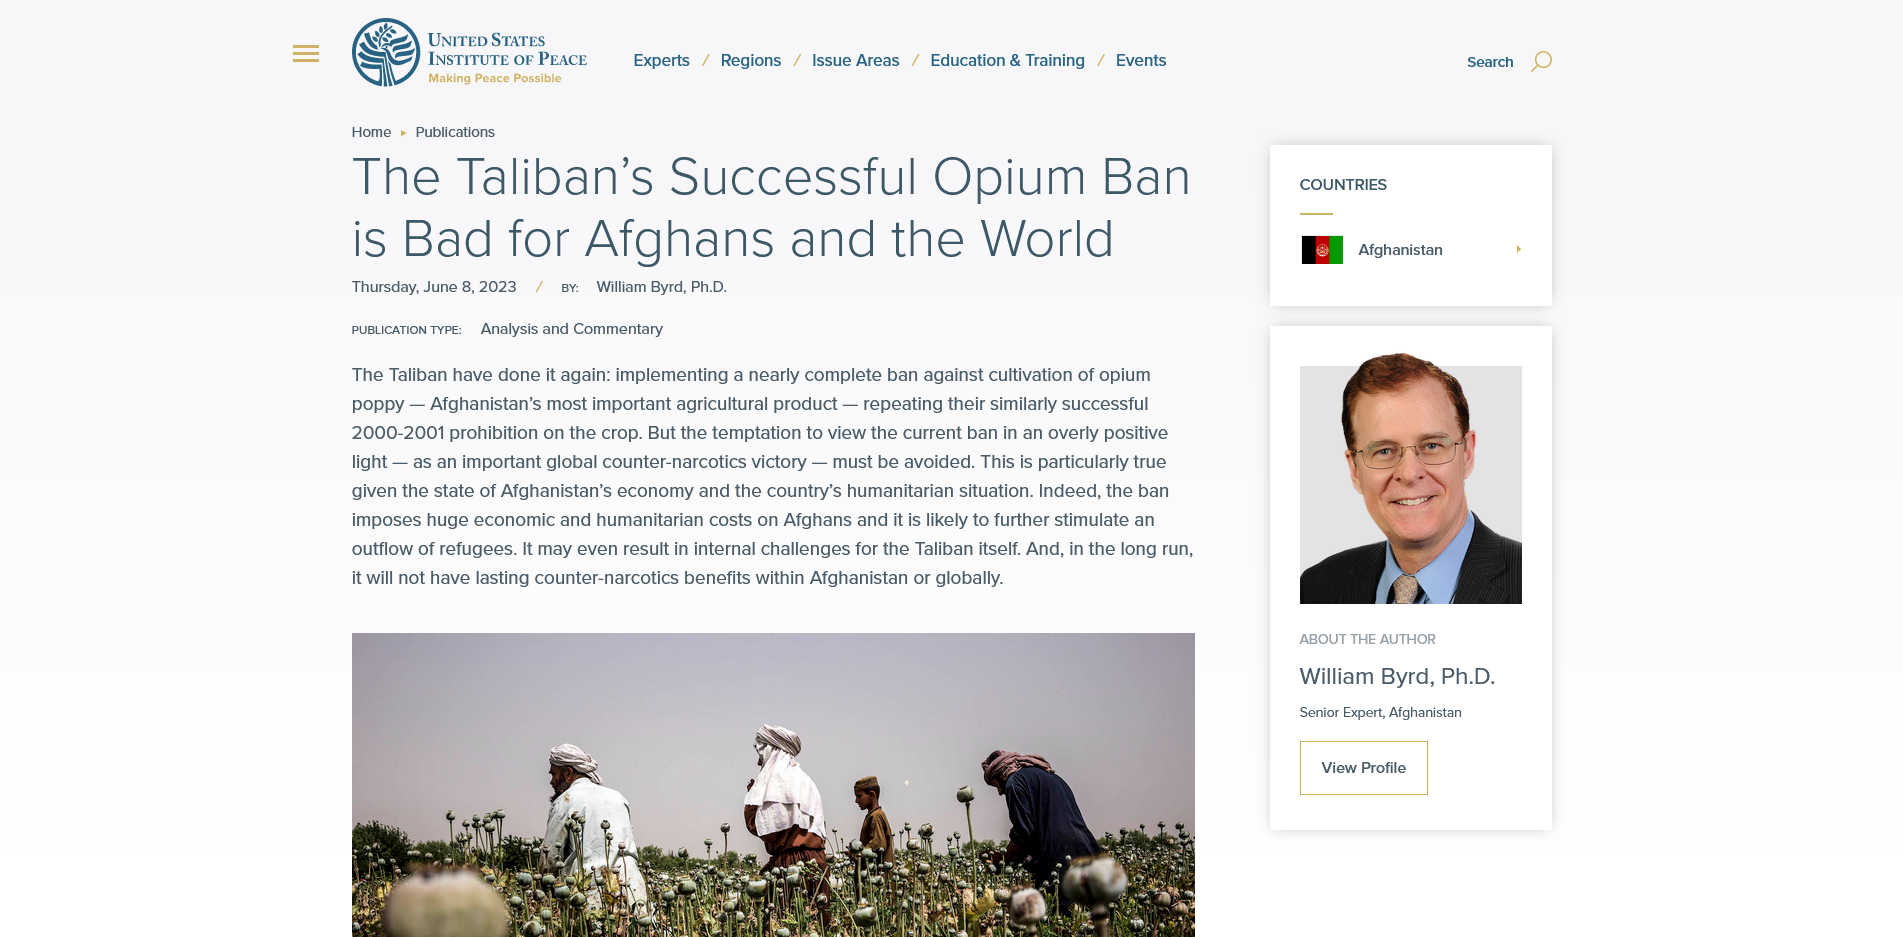 UNITED STATES
INSTITUTE OF PEACE
Making Peace Possible
Experts / Regions / Issue Areas / Education & Training / Events
Search
Home ▸ Publications
The Taliban’s Successful Opium Ban
is Bad for Afghans and the World
Thursday, June 8, 2023 / BY: William Byrd, Ph.D.
PUBLICATION TYPE: Analysis and Commentary
The Taliban have done it again: implementing a nearly complete ban against cultivation of opium
poppy — Afghanistan’s most important agricultural product — repeating their similarly successful
2000-2001 prohibition on the crop. But the temptation to view the current ban in an overly positive
light — as an important global counter-narcotics victory — must be avoided. This is particularly true
given the state of Afghanistan’s economy and the country’s humanitarian situation. Indeed, the ban
imposes huge economic and humanitarian costs on Afghans and it is likely to further stimulate an
outflow of refugees. It may even result in internal challenges for the Taliban itself. And, in the long run,
it will not have lasting counter-narcotics benefits within Afghanistan or globally.
COUNTRIES
Afghanistan
ABOUT THE AUTHOR
William Byrd, Ph.D.
Senior Expert, Afghanistan
View Profile